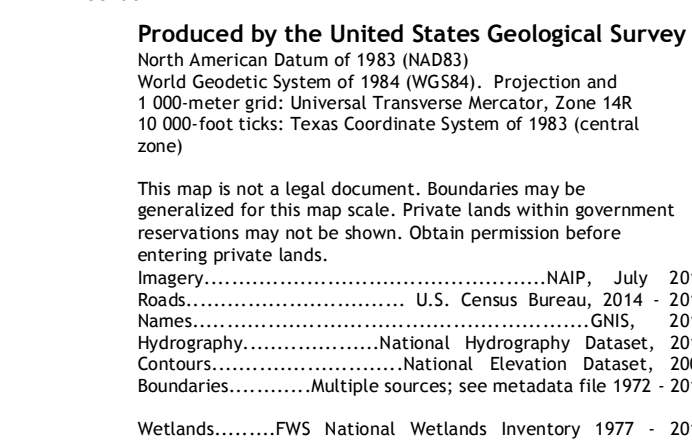 Produced by the United States Geological Survey
North American Datum of 1983 (NAD83)
World Geodetic System of 1984 (WGS84). Projection and
1 000-meter grid: Universal Transverse Mercator, Zone 14R
10 000-foot ticks: Texas Coordinate System of 1983 (central
zone)
This map is not a legal document. Boundaries may be
generalized for this map scale. Private lands within government
reservations may not be shown. Obtain permission before
entering private lands.
Imagery.................................................NAIP, July
Roads................................ U.S. Census Bureau, 2014 -
Names.........................................................GNIS,
Hydrography....................National Hydrography Dataset,
Contours............................National Elevation Dataset,
Boundaries............Multiple sources; see metadata file 1972 -
Wetlands.........FWS National Wetlands Inventory 1977 -